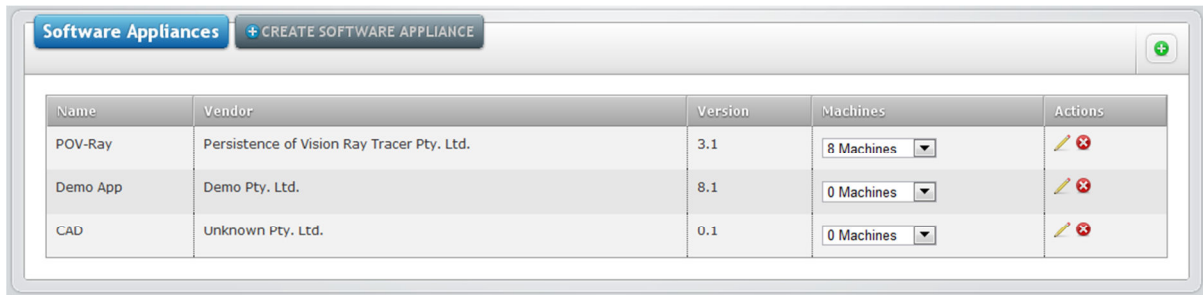 Software Appliances CREATE SOFTWARE APPLIANCE
Name Vendor Version Machines Actions
POV-Ray Persistence of Vision Ray Tracer Pty. Ltd. 3.1 8 Machines
Demo App Demo Pty. Ltd. 8.1 0 Machines
CAD Unknown Pty. Ltd. 0.1 0 Machines